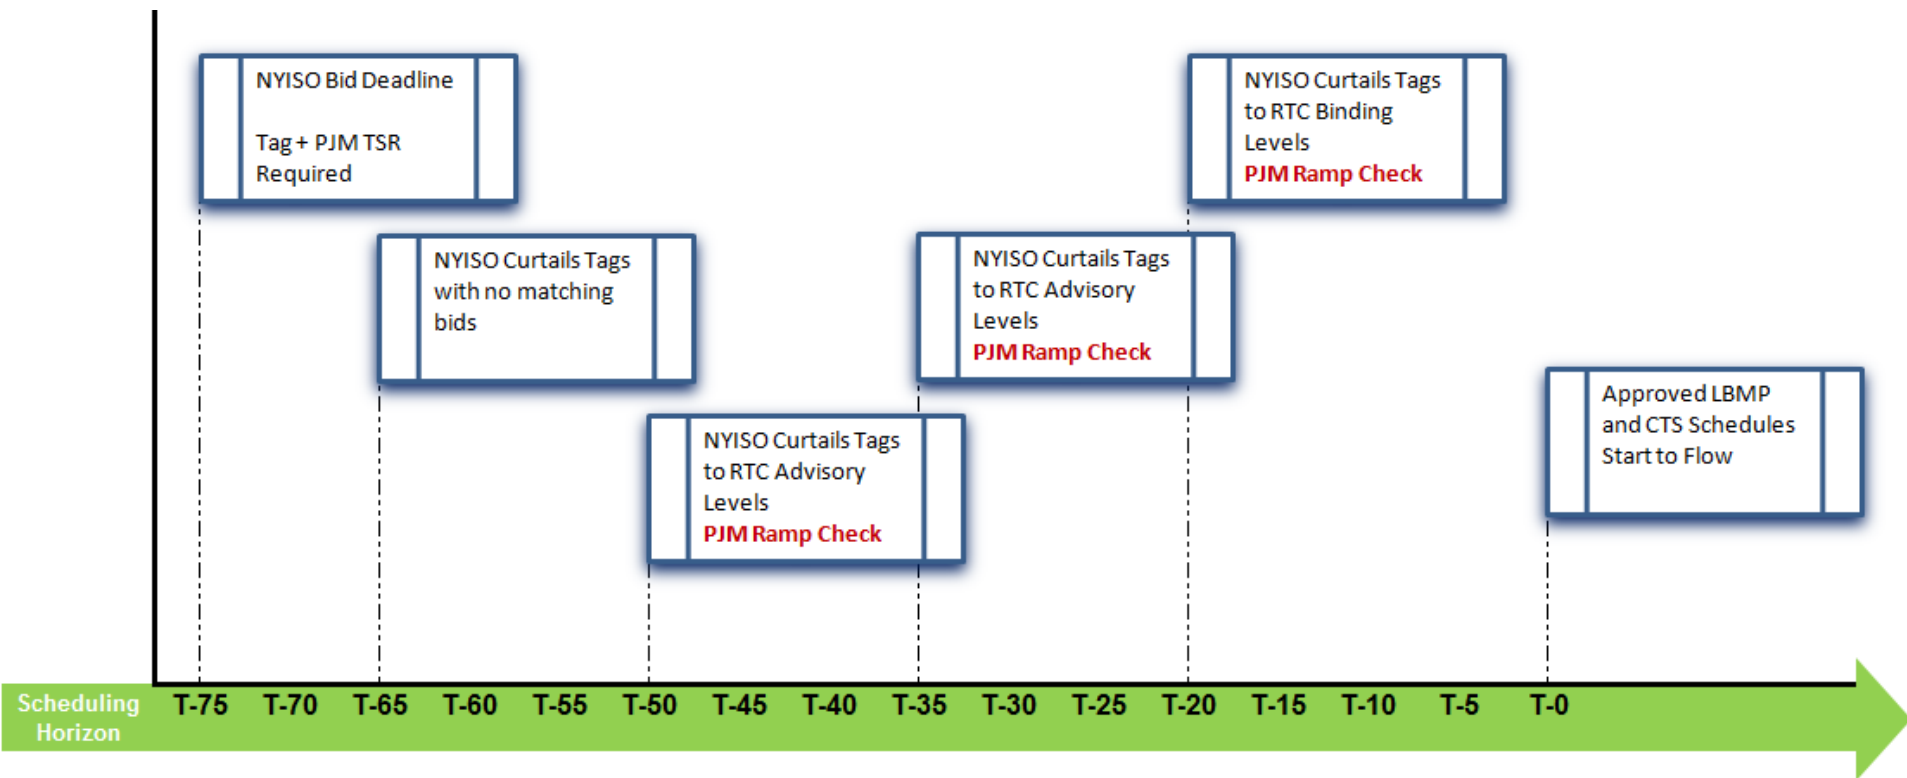 NYISO Bid Deadline
Tag + PJM TSR
Required
NYISO Curtails Tags
with no matching
bids
NYISO Curtails Tags
to RTC Advisory
Levels
PJM Ramp Check
NYISO Curtails Tags
to RTC Advisory
Levels
PJM Ramp Check
NYISO Curtails Tags
to RTC Binding
Levels
PJM Ramp Check
Approved LBMP
and CTS Schedules
Start to Flow
Scheduling
Horizon
T-75 T-70 T-65 T-60 T-55 T-50 T-45 T-40 T-35 T-30 T-25 T-20 T-15 T-10 T-5 T-0